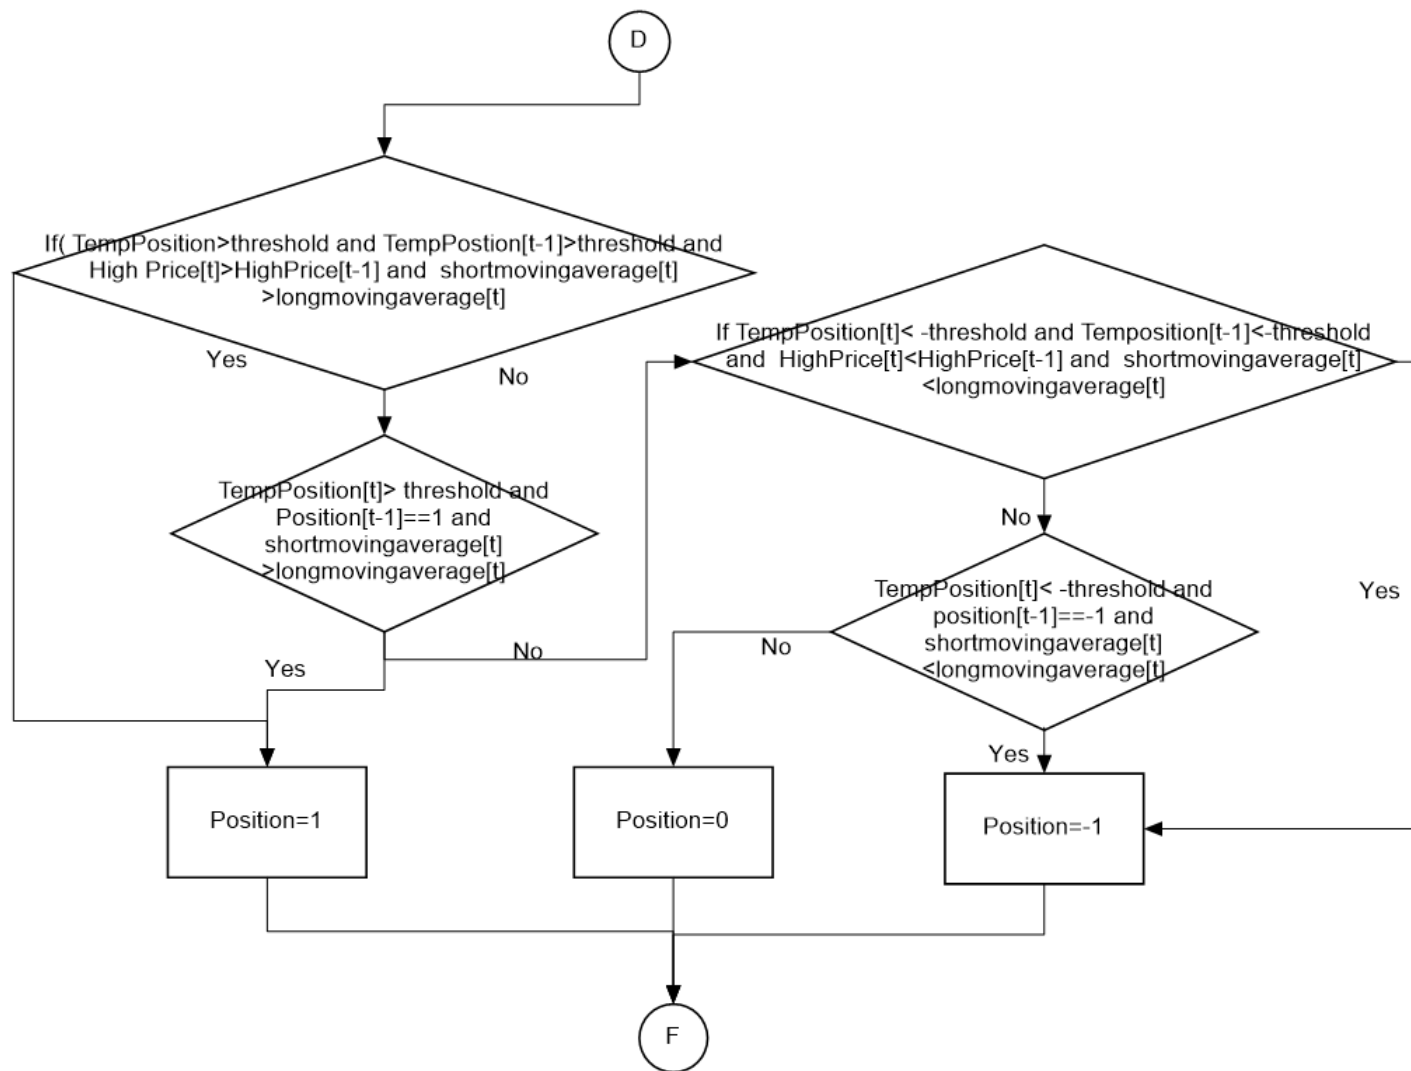 D
If( TempPosition>threshold and TempPostion[t-1]>threshold and
High Price[t]>HighPrice[t-1] and shortmovingaverage[t]
>longmovingaverage[t]
Yes
No
If TempPosition[t]< -threshold and Temposition[t-1]<-threshold
and HighPrice[t]<HighPrice[t-1] and shortmovingaverage[t]
<longmovingaverage[t]
TempPosition[t]> threshold and
Position[t-1]==1 and
shortmovingaverage[t]
>longmovingaverage[t]
No
Yes
TempPosition[t]< -threshold and
position[t-1]==-1 and
shortmovingaverage[t]
<longmovingaverage[t]
No
No
Yes
Yes
Position=1
Position=0
Position=-1
F